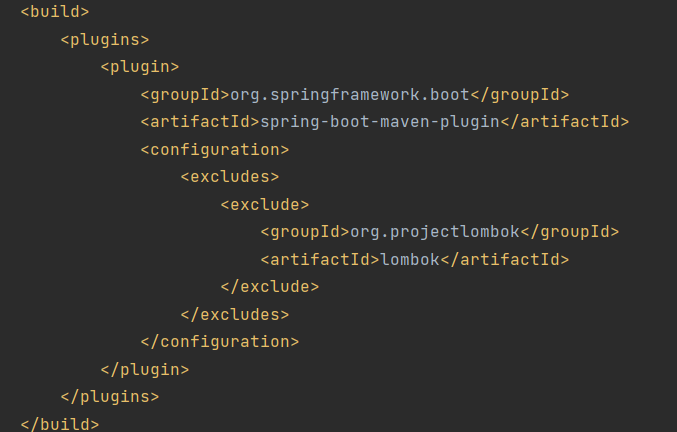 <build>
<plugins>
<plugin>
<groupId>org.springframework.boot</groupId>
<artifactId>spring-boot-maven-plugin</artifactId>
<configuration>
<excludes>
<exclude>
<groupId>org.projectlombok</groupId>
<artifactId>lombok</artifactId>
</exclude>
</excludes>
</configuration>
</plugin>
</plugins>
</build>